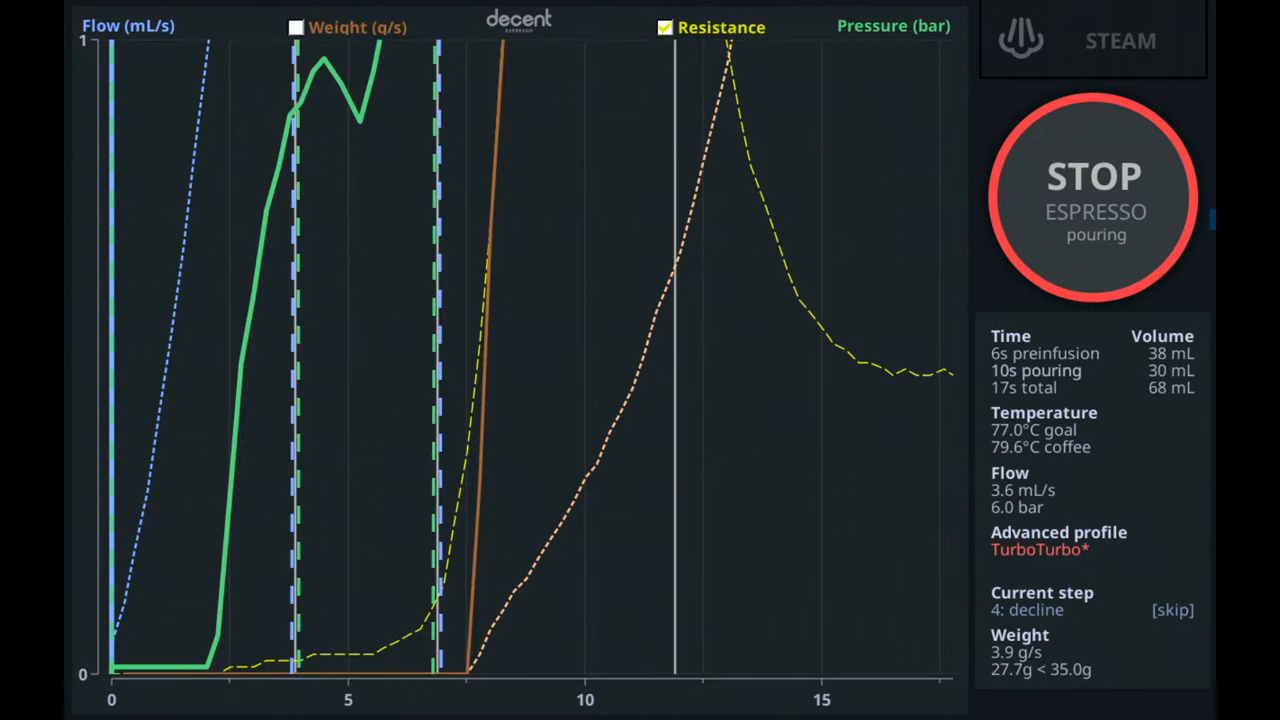 Flow (mL/s)
Weight (g/s)
decent
ESPRESSO
Resistance
Pressure (bar)
1
0
0
5
10
15
STEAM
STOP
ESPRESSO
pouring
Time Volume
6s preinfusion 38 mL
10s pouring 30 mL
17s total 68 mL
Temperature
77.0°C goal
79.6°C coffee
Flow
3.6 mL/s
6.0 bar
Advanced profile
TurboTurbo*
Current step
4: decline [skip]
Weight
3.9 g/s
27.7g < 35.0g